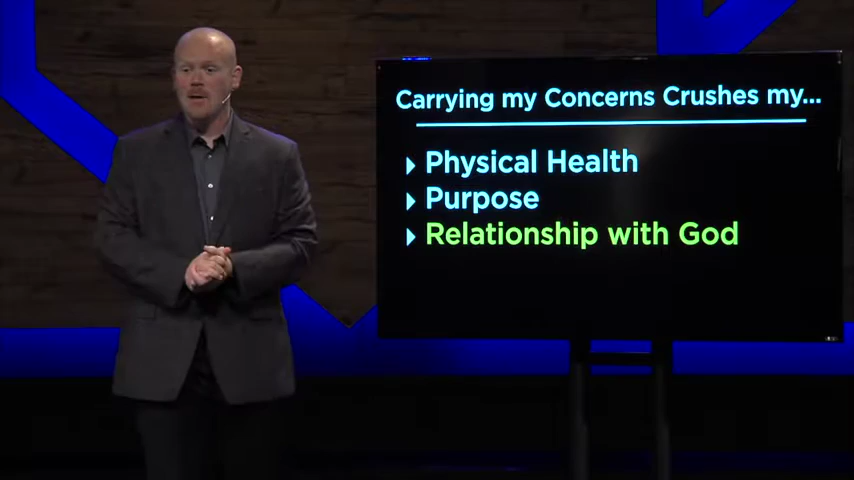 Carrying my Concerns Crushes my...
Physical Health
Purpose
Relationship with God